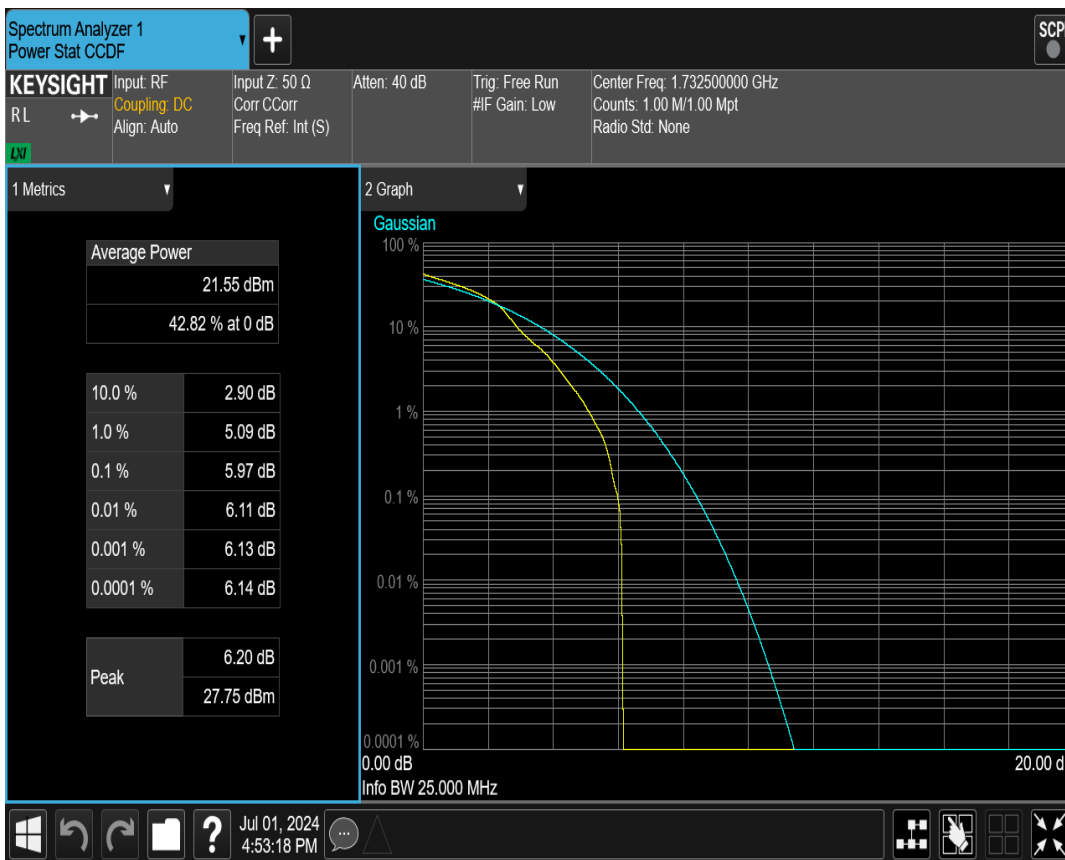 Spectrum Analyzer 1
Power Stat CCDF
+
SCP
KEYSIGHT
RL
LXI
Input: RF
Coupling: DC
Align: Auto
Input Z: 50 Ω
Corr CCorr
Freq Ref: Int (S)
Atten: 40 dB
Trig: Free Run
#IF Gain: Low
Center Freq: 1.732500000 GHz
Counts: 1.00 M/1.00 Mpt
Radio Std: None
1 Metrics
Average Power
21.55 dBm
42.82 % at 0 dB
10.0 % 2.90 dB
1.0 % 5.09 dB
0.1 % 5.97 dB
0.01 % 6.11 dB
0.001 % 6.13 dB
0.0001 % 6.14 dB
Peak
6.20 dB
27.75 dBm
2 Graph
Gaussian
100 %
10 %
1 %
0.1 %
0.01 %
0.001 %
0.0001 %
0.00 dB 20.00 d
Info BW 25.000 MHz
?
Jul 01, 2024
4:53:18 PM